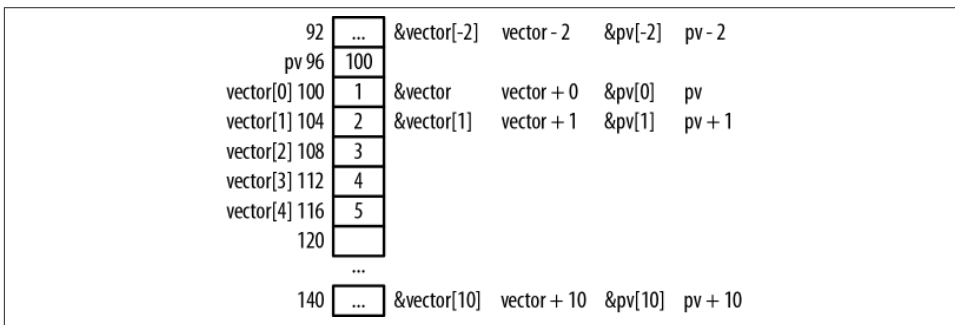 92 ... &vector[-2] vector - 2 &pv[-2] pv - 2
pv 96 100
vector[0] 100 1 &vector vector + 0 &pv[0] pv
vector[1] 104 2 &vector[1] vector + 1 &pv[1] pv + 1
vector[2] 108 3
vector[3] 112 4
vector[4] 116 5
120
...
140 ... &vector[10] vector + 10 &pv[10] pv + 10